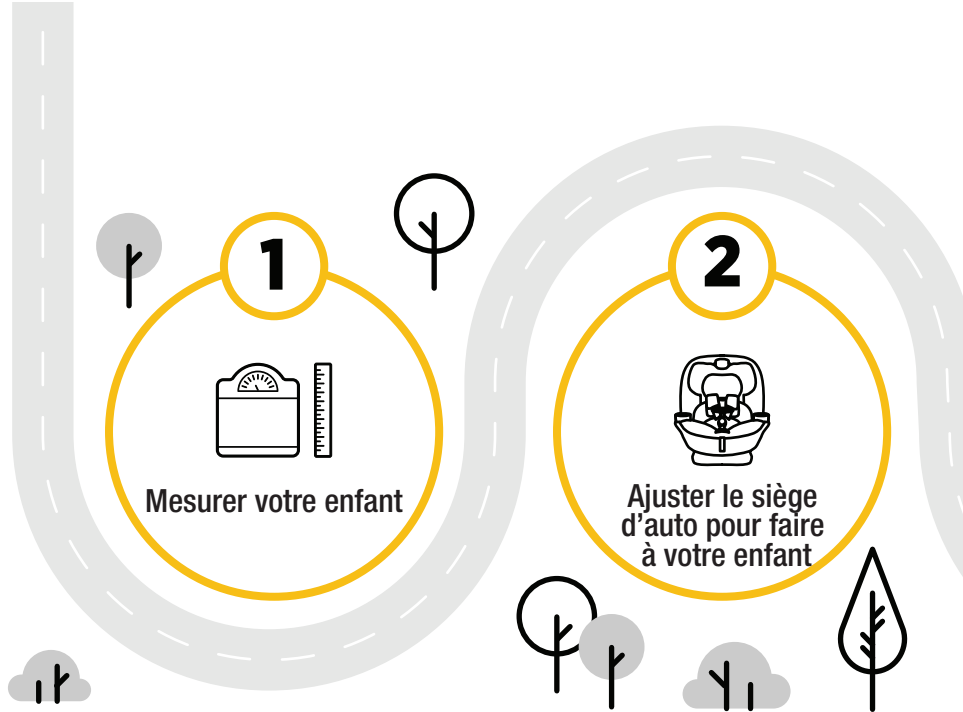 1
Mesurer votre enfant
2
Ajuster le siège
d'auto pour faire
à votre enfant